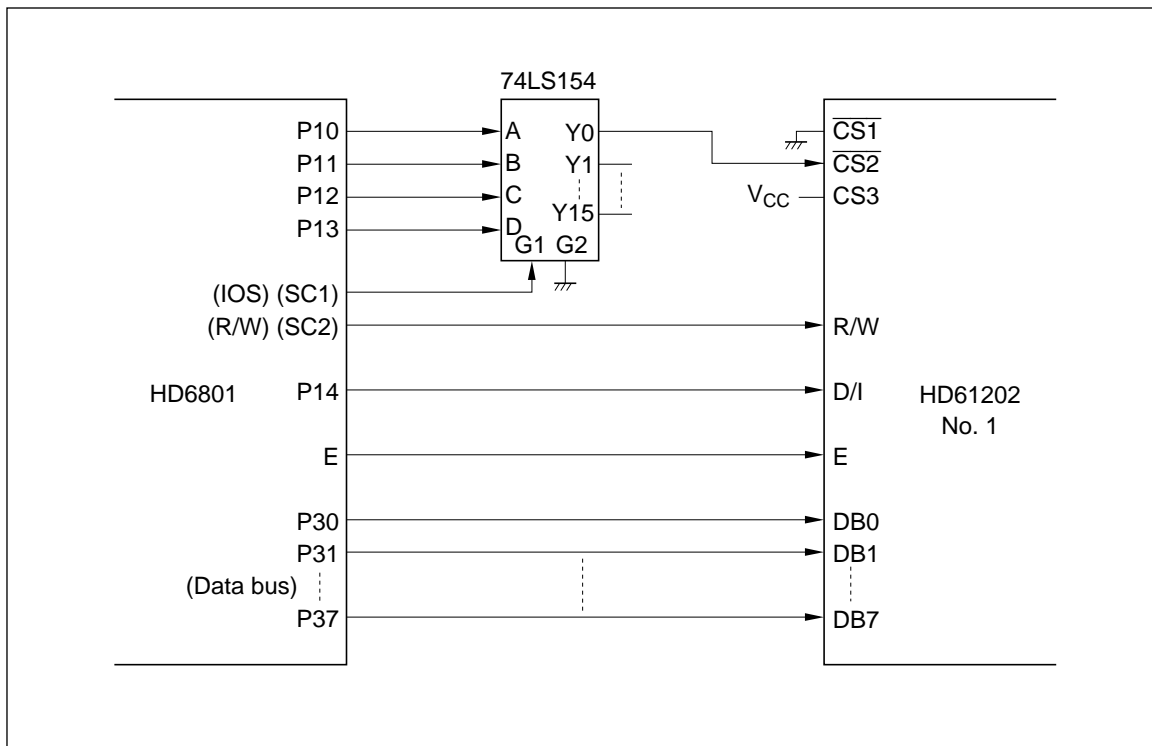 74LS154
P10
A
Y0
CS1
P11
B
Y1
CS2
P12
C
VCC
CS3
P13
D
Y15
G1 G2
(IOS) (SC1)
(R/W) (SC2)
R/W
HD6801
P14
D/I
HD61202
No. 1
E
E
P30
DB0
P31
DB1
(Data bus)
P37
DB7